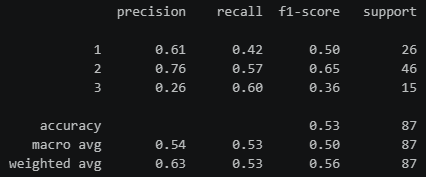 precision recall f1-score support
1 0.61 0.42 0.50 26
2 0.76 0.57 0.65 46
3 0.26 0.60 0.36 15
accuracy 0.53 87
macro avg 0.54 0.53 0.50 87
weighted avg 0.63 0.53 0.56 87